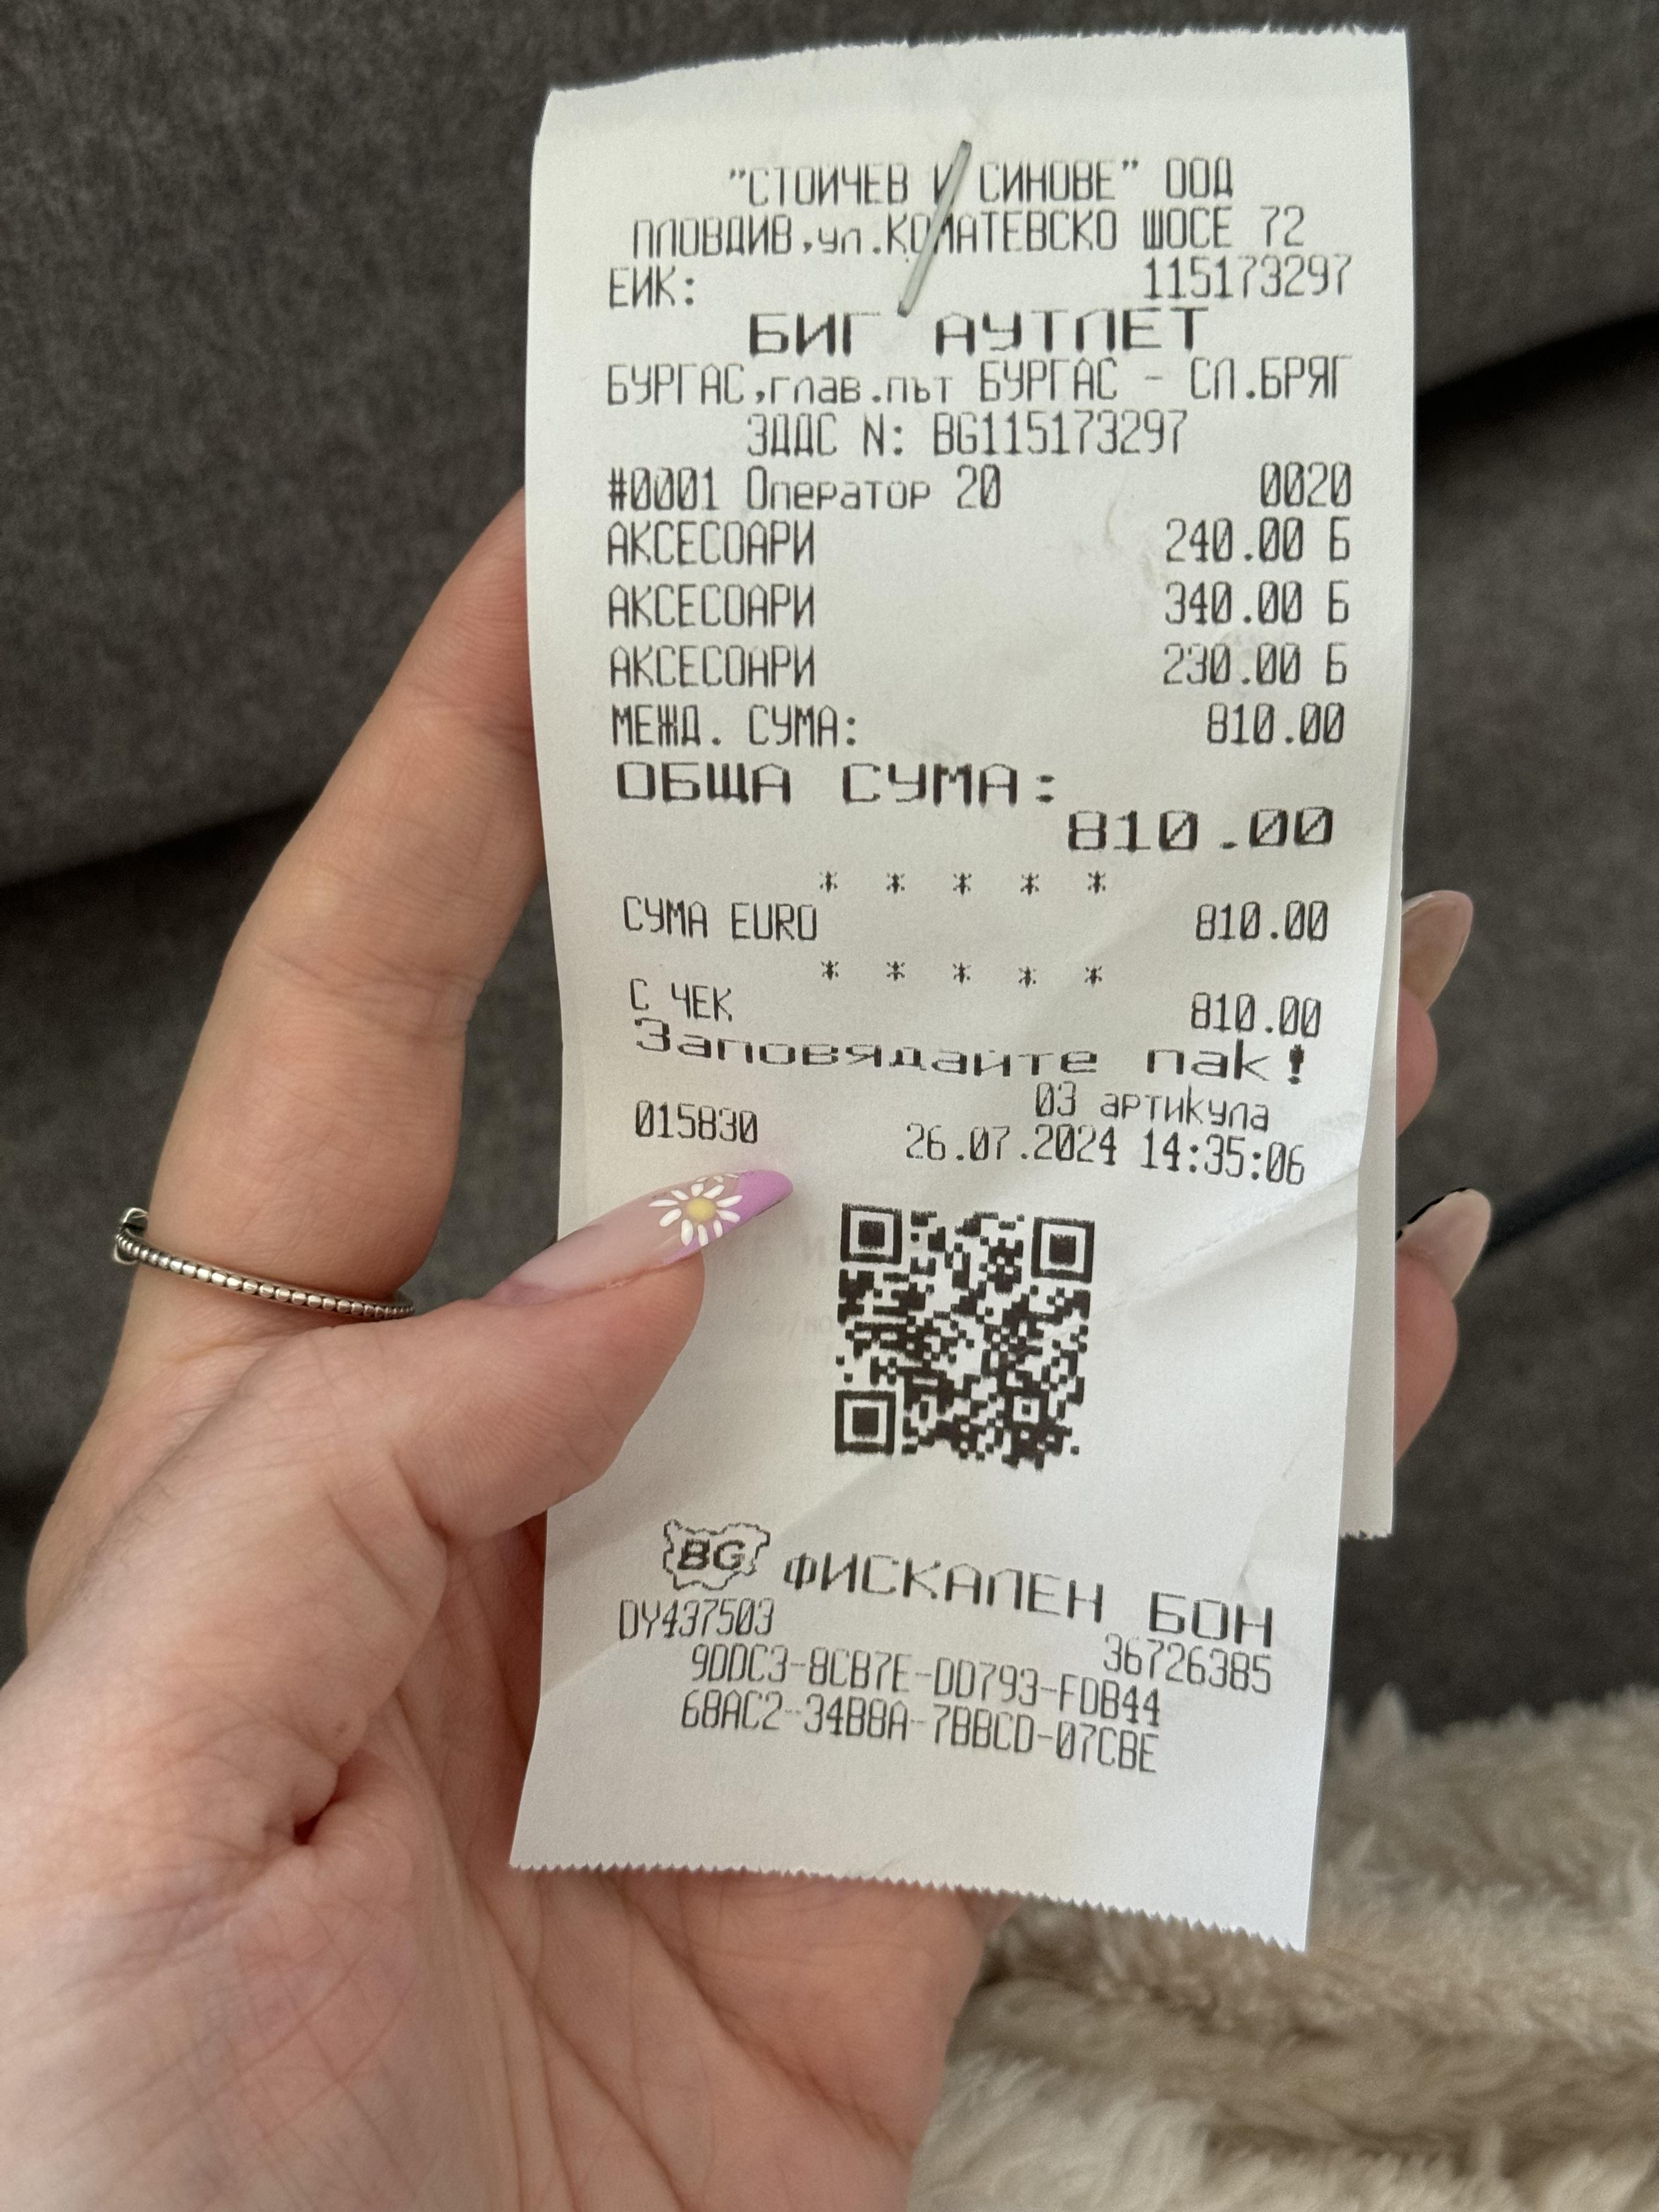 "СТОЙЧЕВ И СИНОВЕ" ООД
ПЛОВДИВ,ул.КОМАТЕВСКО ШОСЕ 72
ЕИК: 115173297
БИГ АУТЛЕТ
БУРГАС,глав.път БУРГАС - СЛ.БРЯГ
ЗДДС N: BG115173297
#0001 Оператор 20 0020
АКСЕСОАРИ 240.00 Б
АКСЕСОАРИ 340.00 Б
АКСЕСОАРИ 230.00 Б
МЕЖД. СУМА: 810.00
ОБЩА СУМА:
810.00
* * * * *
СУМА EURO 810.00
* * * * *
С ЧЕК 810.00
Заповядайте пак!
03 артикула
015830 26.07.2024 14:35:06
BG ФИСКАЛЕН БОН
DY437503 36726385
9DDC3-8CB7E-DD793-FDB44
68AC2-34B8A-7BBCD-07CBE